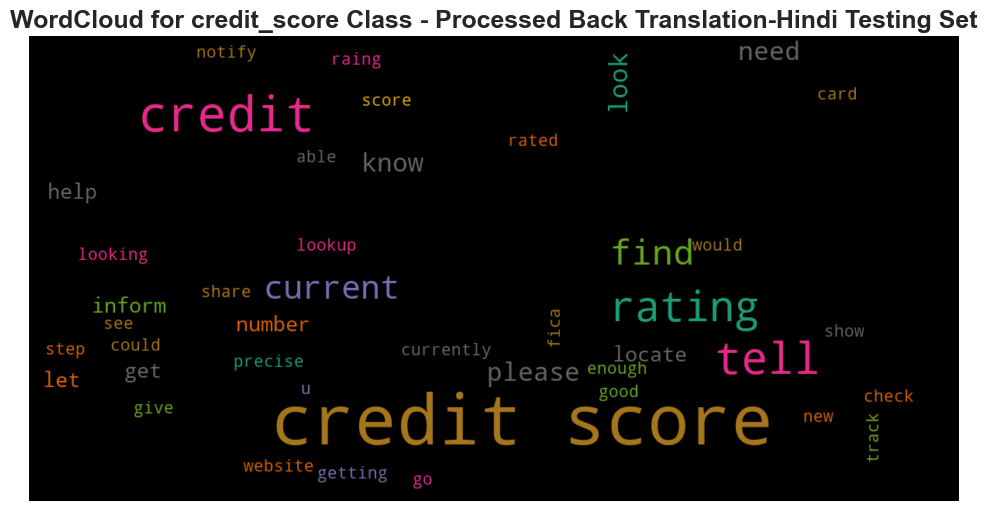 WordCloud for credit_score Class - Processed Back Translation-Hindi Testing Set
notify
raing
look
need
credit
score
card
rated
able
know
help
looking
lookup
find
would
current
share
inform
rating
number
see
could
fica
show
step
precise
currently
locate
tell
let
get
please
enough
u
good
give
credit score
new
check
track
website
getting
go